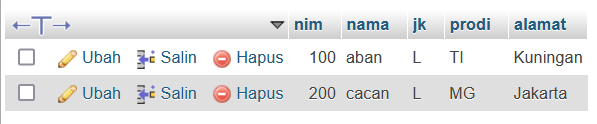 nim nama jk prodi alamat
Ubah Salin Hapus 100 aban L TI Kuningan
Ubah Salin Hapus 200 cacan L MG Jakarta